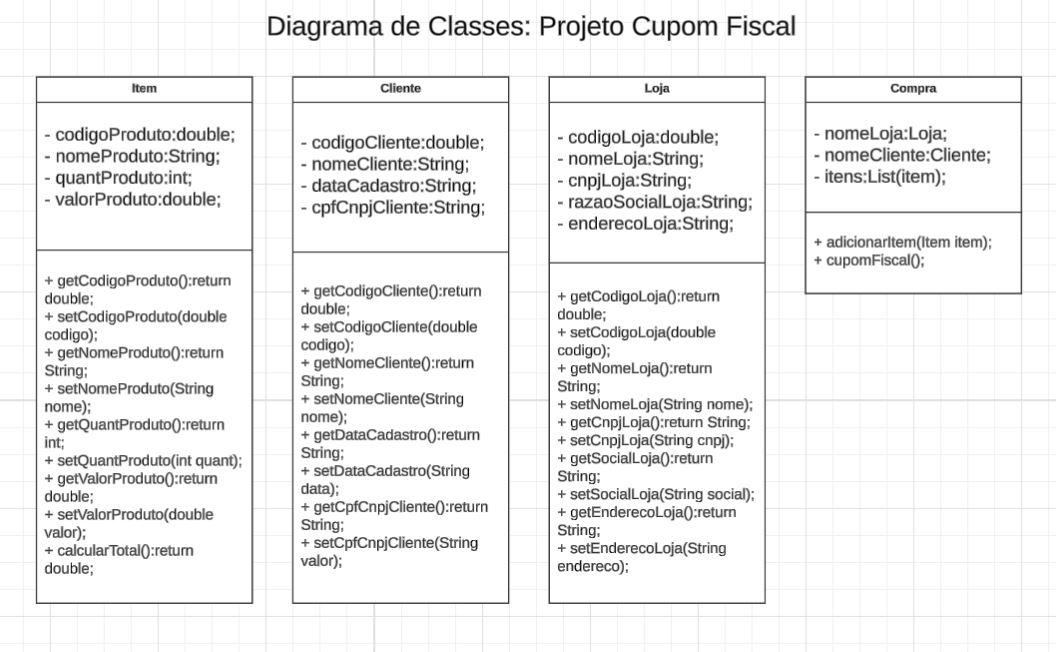 Diagrama de Classes: Projeto Cupom Fiscal
Item
- codigoProduto:double;
- nomeProduto:String;
- quantProduto:int;
- valorProduto:double;
+ getCodigoProduto():return
double;
+ setCodigoProduto(double
codigo);
+ getNomeProduto():return
String;
+ setNomeProduto(String
nome);
+ getQuantProduto():return
int;
+ setQuantProduto(int quant);
+ getValorProduto():return
double;
+ setValorProduto(double
valor);
+ calcularTotal():return
double;
Cliente
- codigoCliente:double;
- nomeCliente:String;
- dataCadastro:String;
- cpfCnpjCliente:String;
+ getCodigoCliente():return
double;
+ setCodigoCliente(double
codigo);
+ getNomeCliente():return
String;
+ setNomeCliente(String
nome);
+ getDataCadastro():return
String;
+ setDataCadastro(String
data);
+ getCpfCnpjCliente():return
String;
+ setCpfCnpjCliente(String
valor);
Loja
- codigoLoja:double;
- nomeLoja:String;
- cnpjLoja:String;
- razaoSocialLoja:String;
- enderecoLoja:String;
+ getCodigoLoja():return
double;
+ setCodigoLoja(double
codigo);
+ getNomeLoja():return
String;
+ setNomeLoja(String nome);
+ getCnpjLoja():return String;
+ setCnpjLoja(String cnpj);
+ getSocialLoja():return
String;
+ setSocialLoja(String social);
+ getEnderecoLoja():return
String;
+ setEnderecoLoja(String
endereco);
Compra
- nomeLoja:Loja;
- nomeCliente:Cliente;
- itens:List(item);
+ adicionarItem(Item item);
+ cupomFiscal();